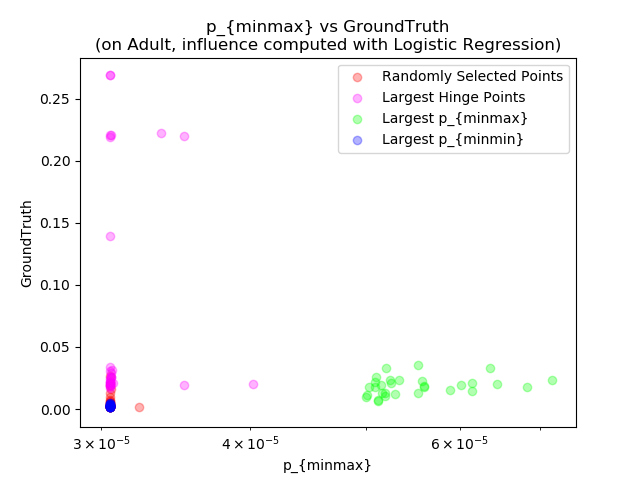 p_{minmax} vs GroundTruth
(on Adult, influence computed with Logistic Regression)
Randomly Selected Points
Largest Hinge Points
Largest p_{minmax}
Largest p_{minmin}
GroundTruth
0.25
0.20
0.15
0.10
0.05
0.00
3 × 10⁻⁵
4 × 10⁻⁵
6 × 10⁻⁵
p_{minmax}